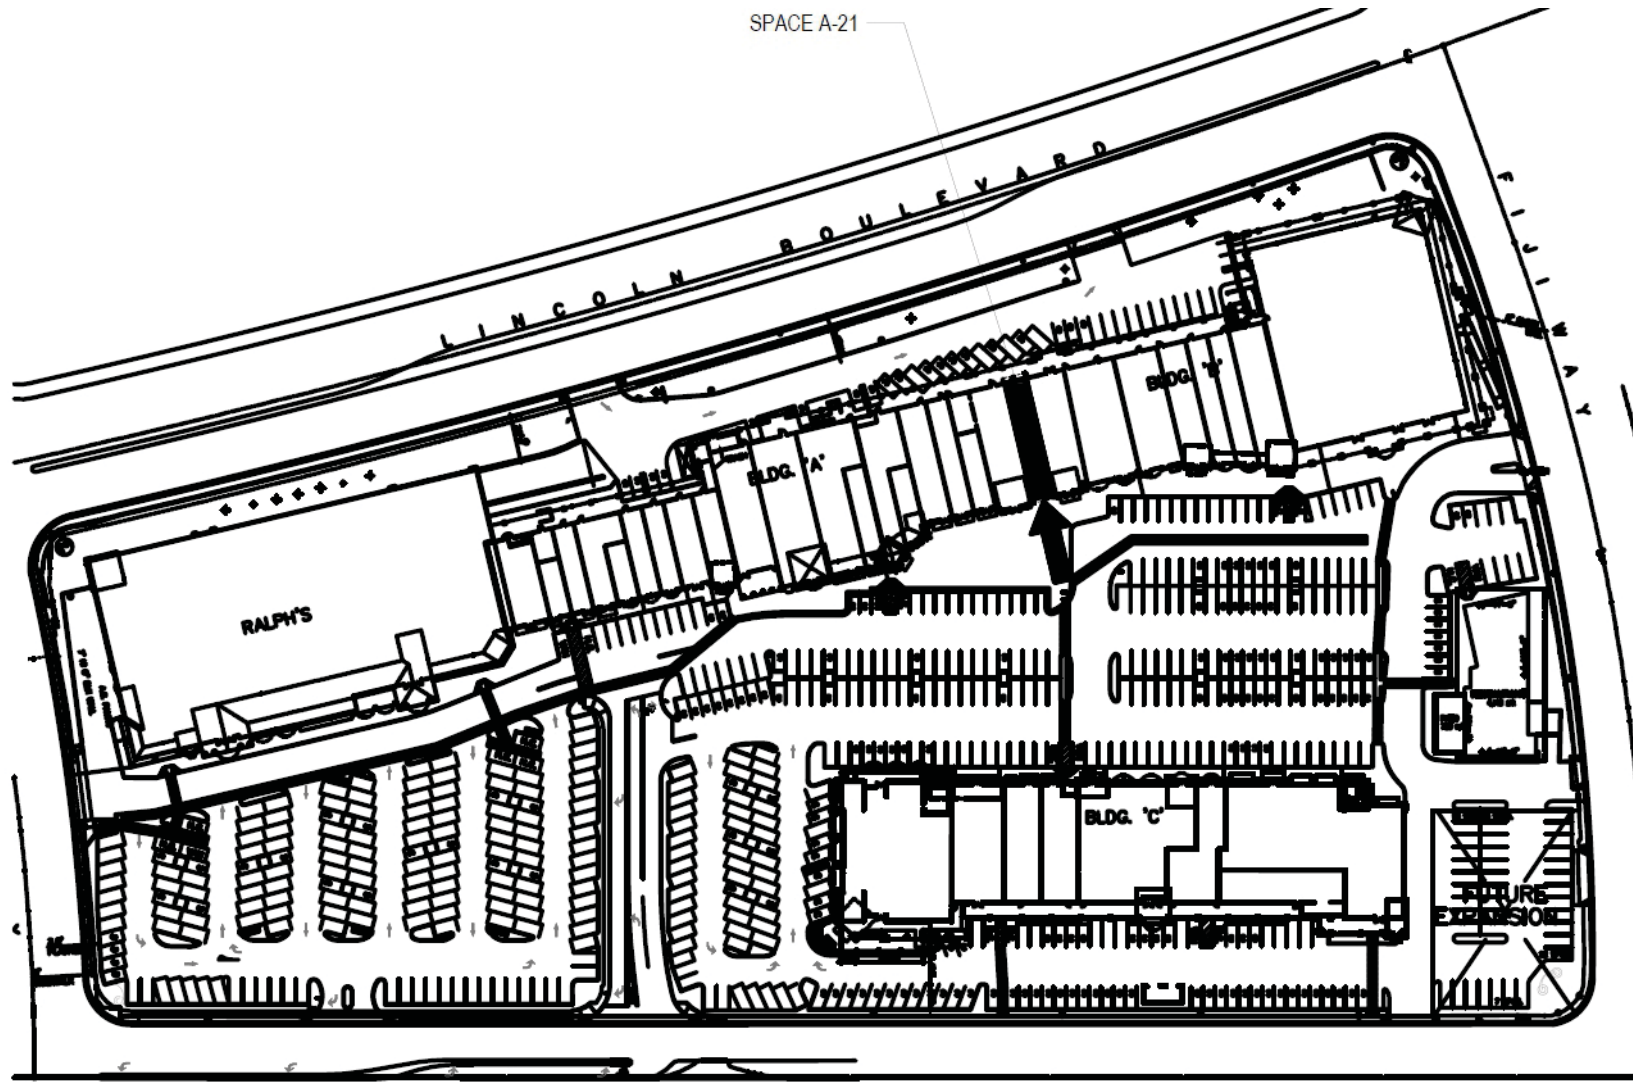 SPACE A-21
LINCOLN BOULEVARD
FIJI WAY
BLDG. "B"
BLDG. "A"
RALPH'S
BLDG. "C"
FUTURE
EXPANSION